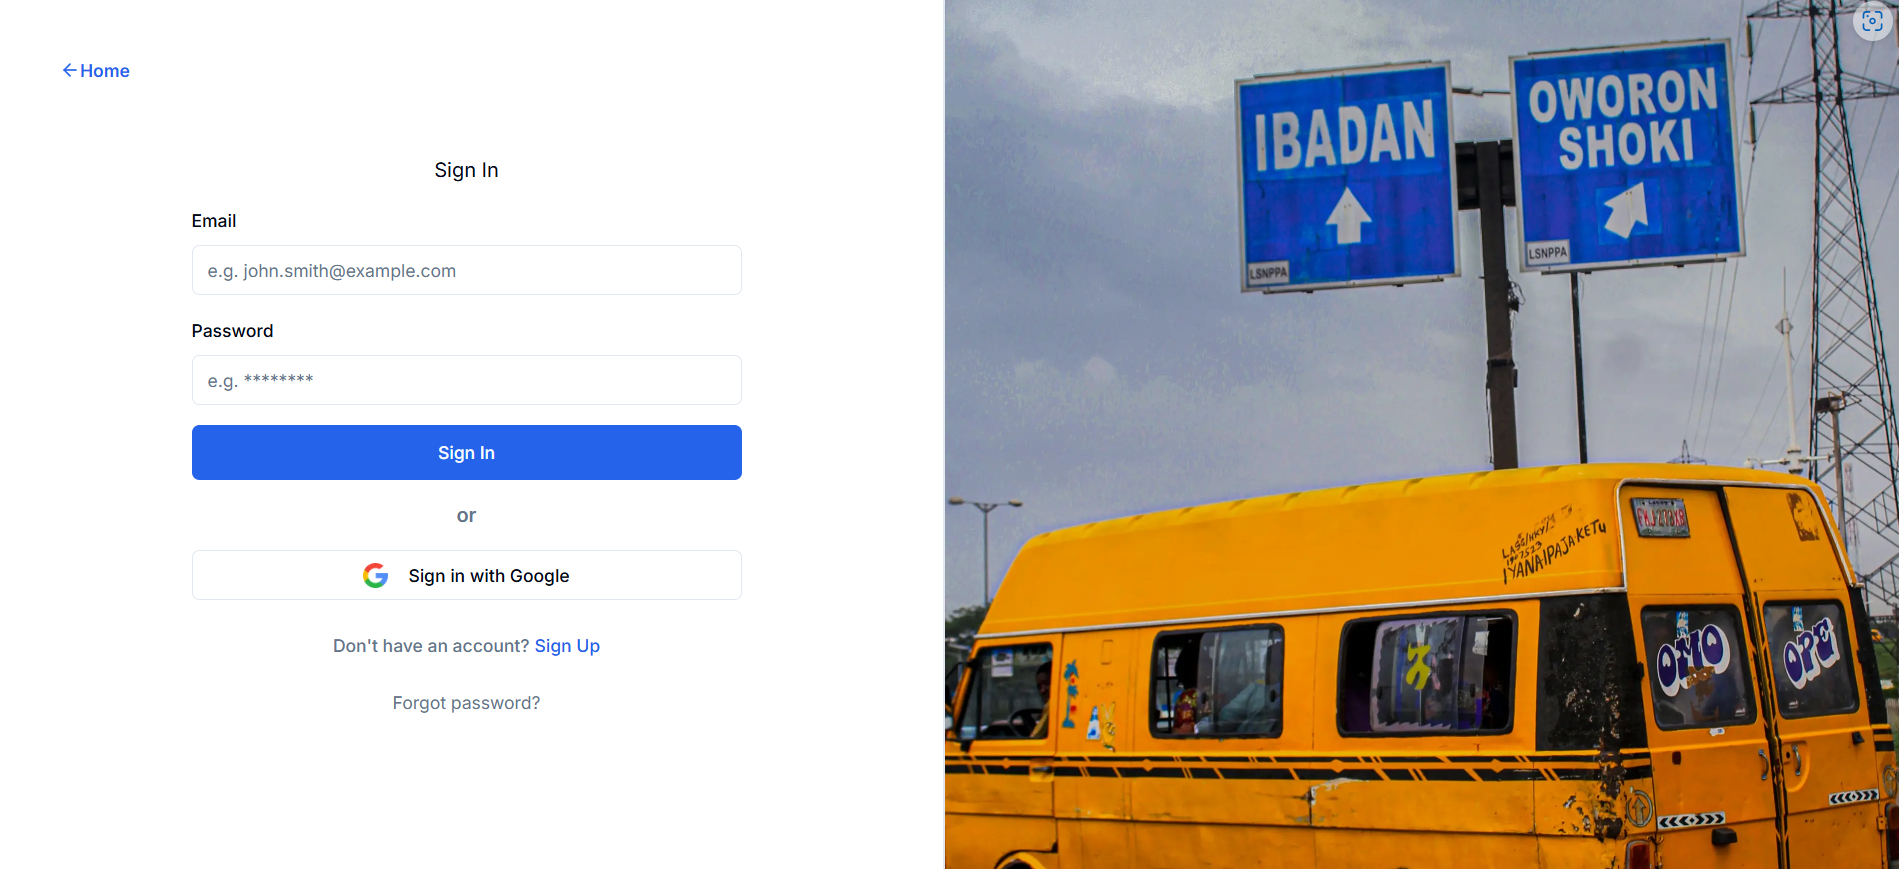 Home
Sign In
Email
e.g. john.smith@example.com
Password
e.g. ********
Sign In
or
Sign in with Google
Don't have an account? Sign Up
Forgot password?
IBADAN
LSNPPA
OWORON
SHOKI
LSNPPA
IYANAIPAJA KETU
OMO
OPE